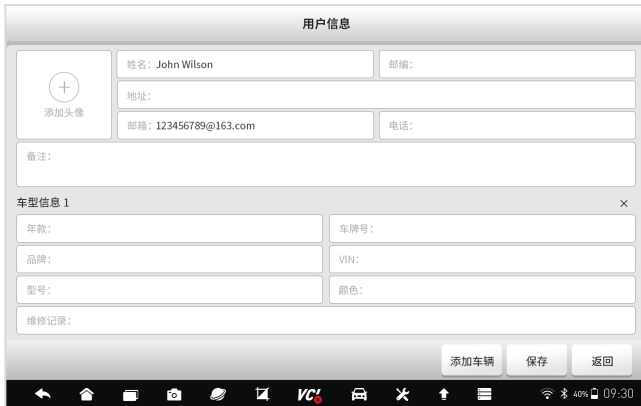 用户信息
姓名：John Wilson
邮编：
添加头像
地址：
邮箱：123456789@163.com
电话：
备注：
车型信息 1
年款：
车牌号：
品牌：
VIN：
型号：
颜色：
维修记录：
添加车辆
保存
返回
VCI
40%
09:30